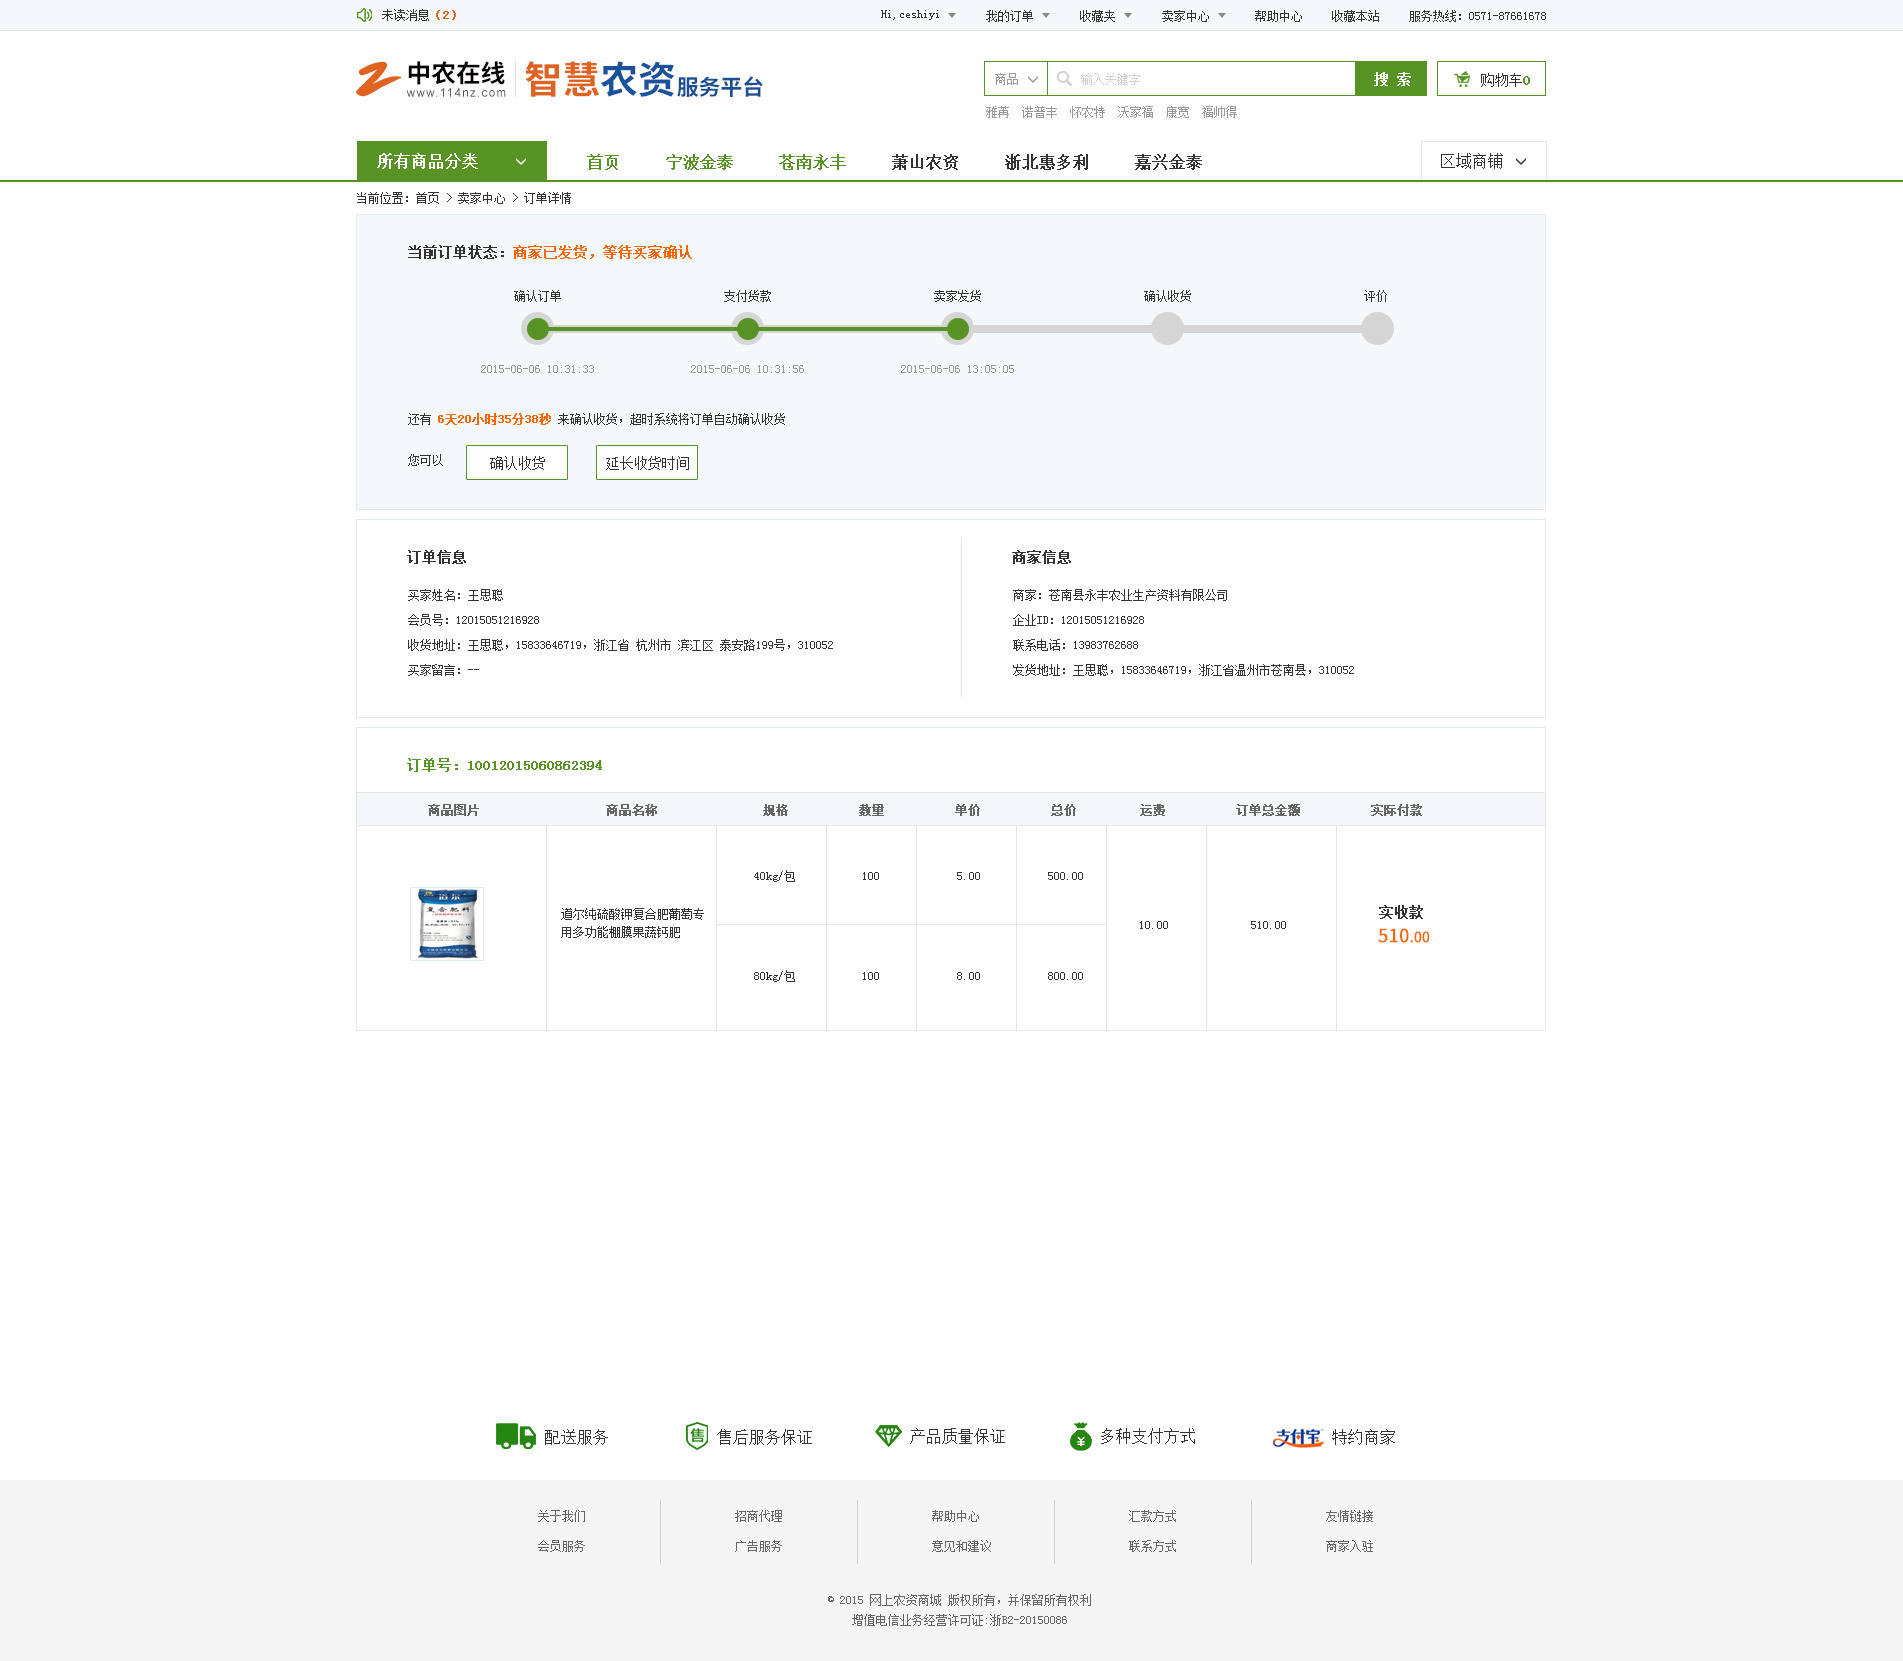 未读消息（2）
Hi,ceshiyi 我的订单 收藏夹 卖家中心 帮助中心 收藏本站 服务热线：0571-87661678
中农在线
www.114nz.com
智慧农资服务平台
商品 输入关键字 搜 索 购物车0
雅苒 诺普丰 怀农特 沃家福 康宽 福帅得
所有商品分类 首页 宁波金泰 苍南永丰 萧山农资 浙北惠多利 嘉兴金泰 区域商铺
当前位置：首页 > 卖家中心 > 订单详情
当前订单状态：商家已发货，等待买家确认
确认订单 支付货款 卖家发货 确认收货 评价
2015-06-06 10:31:33 2015-06-06 10:31:56 2015-06-06 13:05:05
还有 6天20小时35分38秒 来确认收货，超时系统将订单自动确认收货
您可以 确认收货 延长收货时间
订单信息
买家姓名：王思聪
会员号：12015051216928
收货地址：王思聪，15833646719，浙江省 杭州市 滨江区 泰安路199号，310052
买家留言：--
商家信息
商家：苍南县永丰农业生产资料有限公司
企业ID：12015051216928
联系电话：13983762688
发货地址：王思聪，15833646719，浙江省温州市苍南县，310052
订单号：10012015060862394
商品图片 商品名称 规格 数量 单价 总价 运费 订单总金额 实际付款
复合肥料
道尔纯硫酸钾复合肥葡萄专
用多功能棚膜果蔬钙肥
40kg/包 100 5.00 500.00
80kg/包 100 8.00 800.00
10.00 510.00
实收款
510.00
配送服务 售 售后服务保证 产品质量保证 ¥ 多种支付方式 支付宝 特约商家
关于我们 招商代理 帮助中心 汇款方式 友情链接
会员服务 广告服务 意见和建议 联系方式 商家入驻
© 2015 网上农资商城 版权所有，并保留所有权利
增值电信业务经营许可证:浙B2-20150086